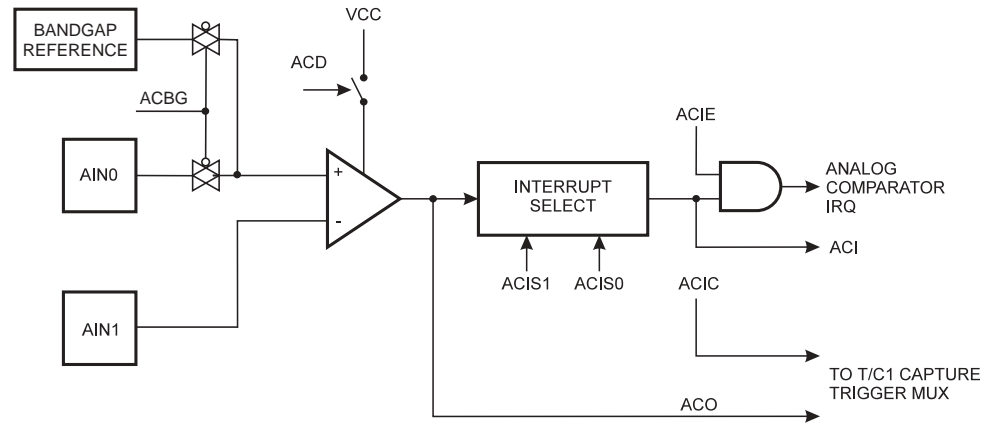 BANDGAP
REFERENCE
VCC
ACD
ACBG
ACIE
AIN0
+
-
INTERRUPT
SELECT
ANALOG
COMPARATOR
IRQ
ACI
ACIS1
ACIS0
ACIC
AIN1
TO T/C1 CAPTURE
TRIGGER MUX
ACO